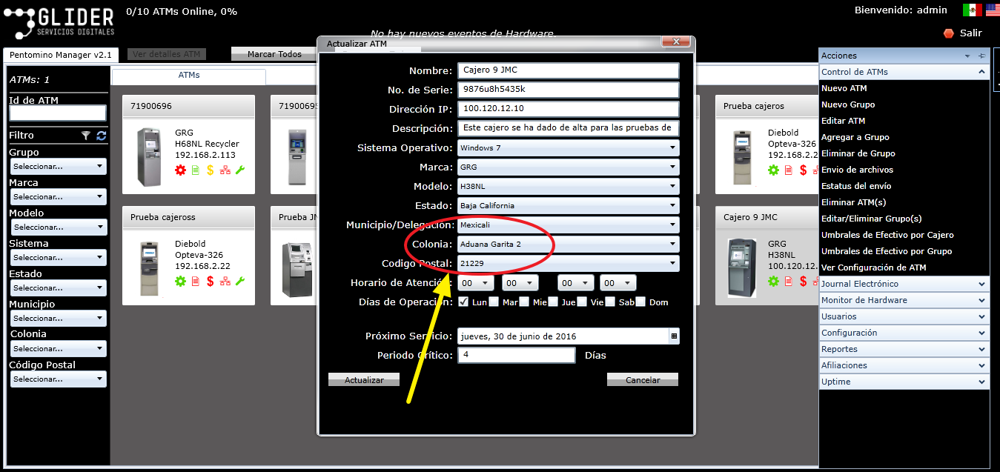 GLIDER
SERVICIOS DIGITALES
0/10 ATMs Online, 0%
Bienvenido: admin
No hay nuevos eventos de Hardware.
Salir
Pentomino Manager v2.1
Ver detalles ATM
Marcar Todos
ATMs: 1
Id de ATM
Filtro
Grupo
Seleccionar...
Marca
Seleccionar...
Modelo
Seleccionar...
Sistema
Seleccionar...
Estado
Seleccionar...
Municipio
Seleccionar...
Colonia
Seleccionar...
Código Postal
Seleccionar...
ATMs
71900696
GRG
H68NL Recycler
192.168.2.113
7190069
Prueba cajeross
Diebold
Opteva-326
192.168.2.22
Prueba JM
Actualizar ATM
Nombre: Cajero 9 JMC
No. de Serie: 9876u8h5435k
Dirección IP: 100.120.12.10
Descripción: Este cajero se ha dado de alta para las pruebas de
Sistema Operativo: Windows 7
Marca: GRG
Modelo: H38NL
Estado: Baja California
Municipio/Delegación: Mexicali
Colonia: Aduana Garita 2
Codigo Postal: 21229
Horario de Atención: 00 00 00 00
Días de Operación: Lun Mar Mie Jue Vie Sab Dom
Próximo Servicio: jueves, 30 de junio de 2016
Periodo Crítico: 4 Días
Actualizar
Cancelar
Prueba cajeros
Diebold
Opteva-326
192.168.2.2
Cajero 9 JMC
GRG
H38NL
100.120.12.
Acciones
Control de ATMs
Nuevo ATM
Nuevo Grupo
Editar ATM
Agregar a Grupo
Eliminar de Grupo
Envio de archivos
Estatus del envío
Eliminar ATM(s)
Editar/Eliminar Grupo(s)
Umbrales de Efectivo por Cajero
Umbrales de Efectivo por Grupo
Ver Configuración de ATM
Journal Electrónico
Monitor de Hardware
Usuarios
Configuración
Reportes
Afiliaciones
Uptime